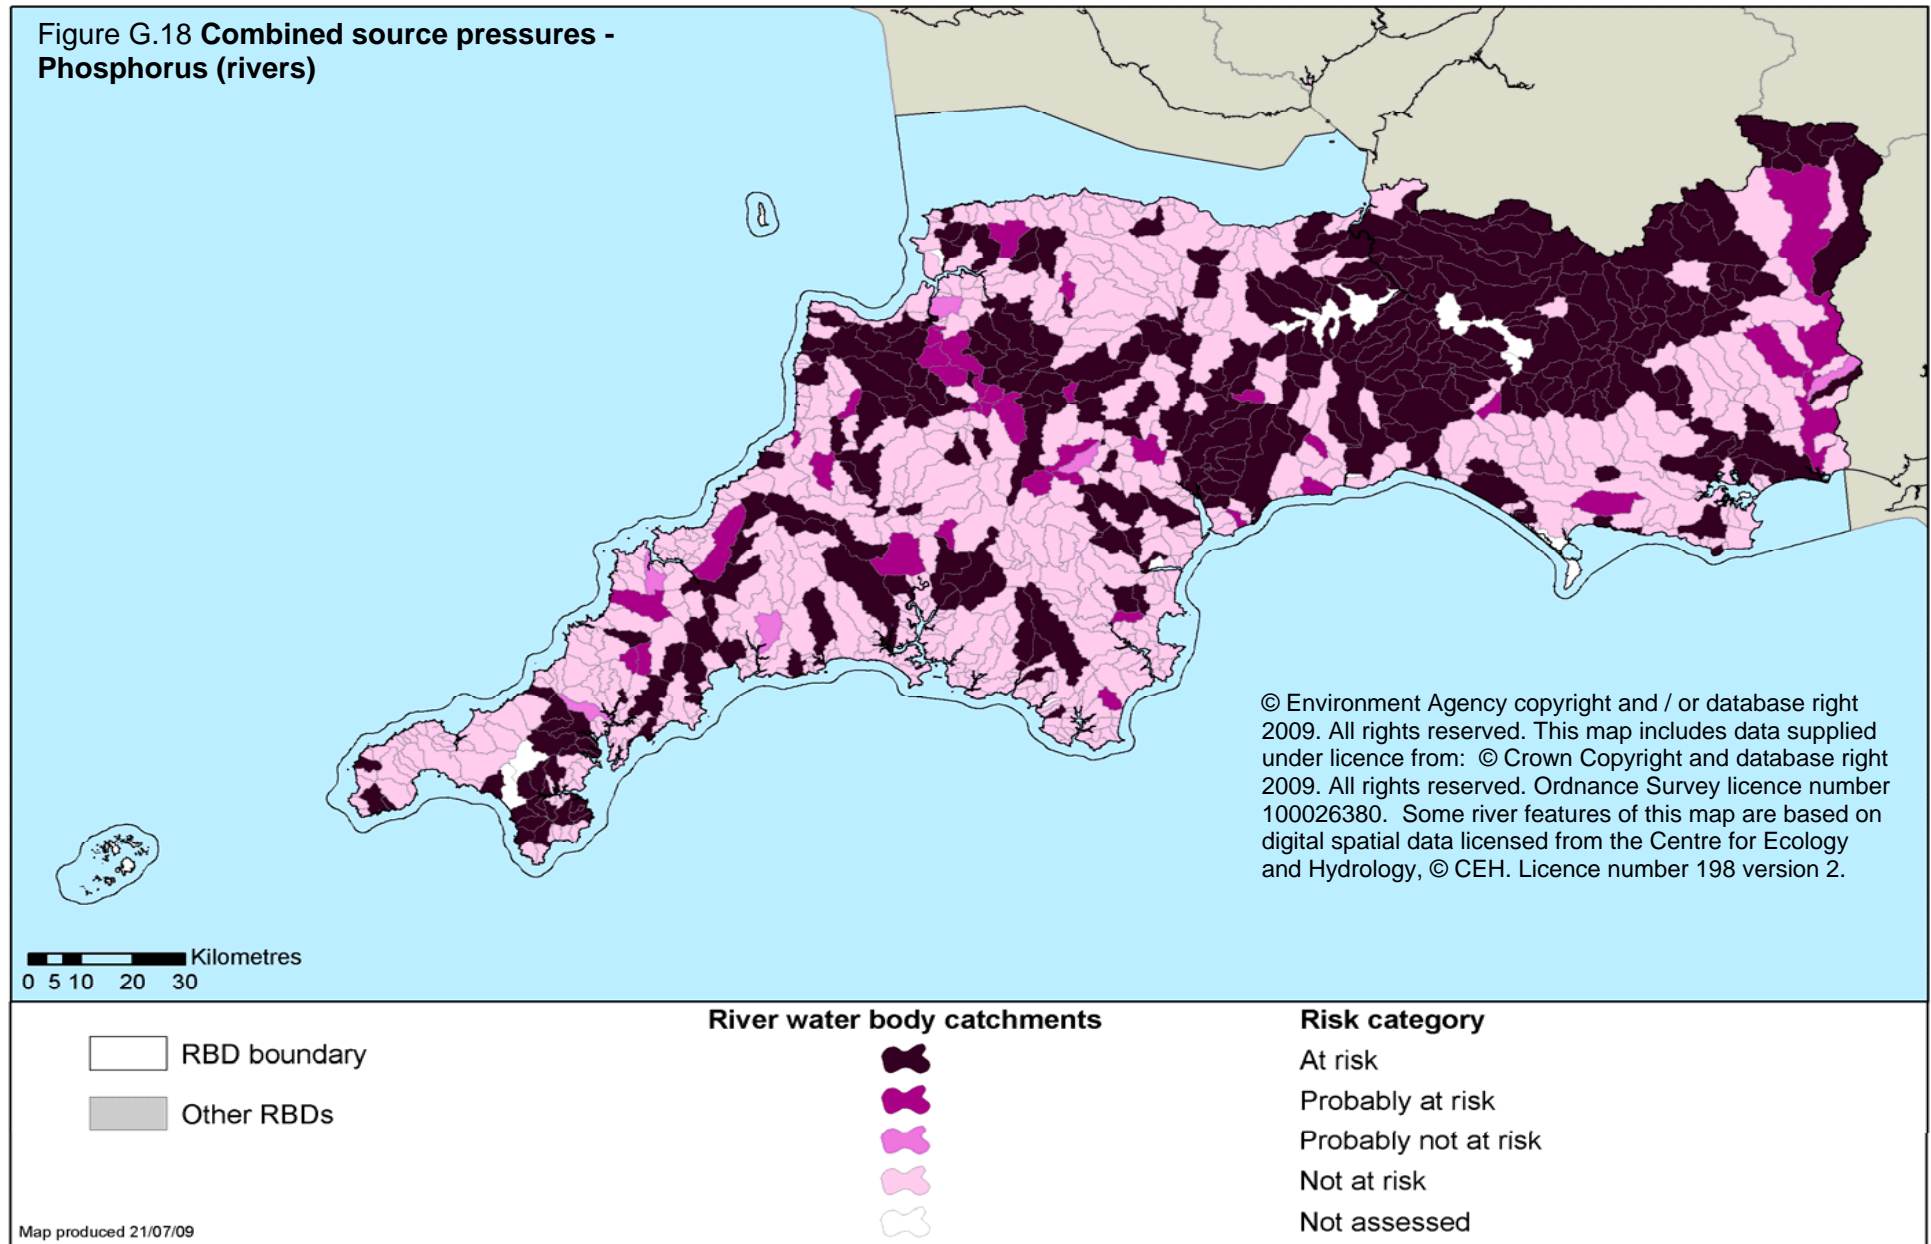 Figure G.18 Combined source pressures -
Phosphorus (rivers)
© Environment Agency copyright and / or database right
2009. All rights reserved. This map includes data supplied
under licence from: © Crown Copyright and database right
2009. All rights reserved. Ordnance Survey licence number
100026380. Some river features of this map are based on
digital spatial data licensed from the Centre for Ecology
and Hydrology, © CEH. Licence number 198 version 2.
Kilometres
0 5 10 20 30
RBD boundary
Other RBDs
River water body catchments
Risk category
At risk
Probably at risk
Probably not at risk
Not at risk
Not assessed
Map produced 21/07/09